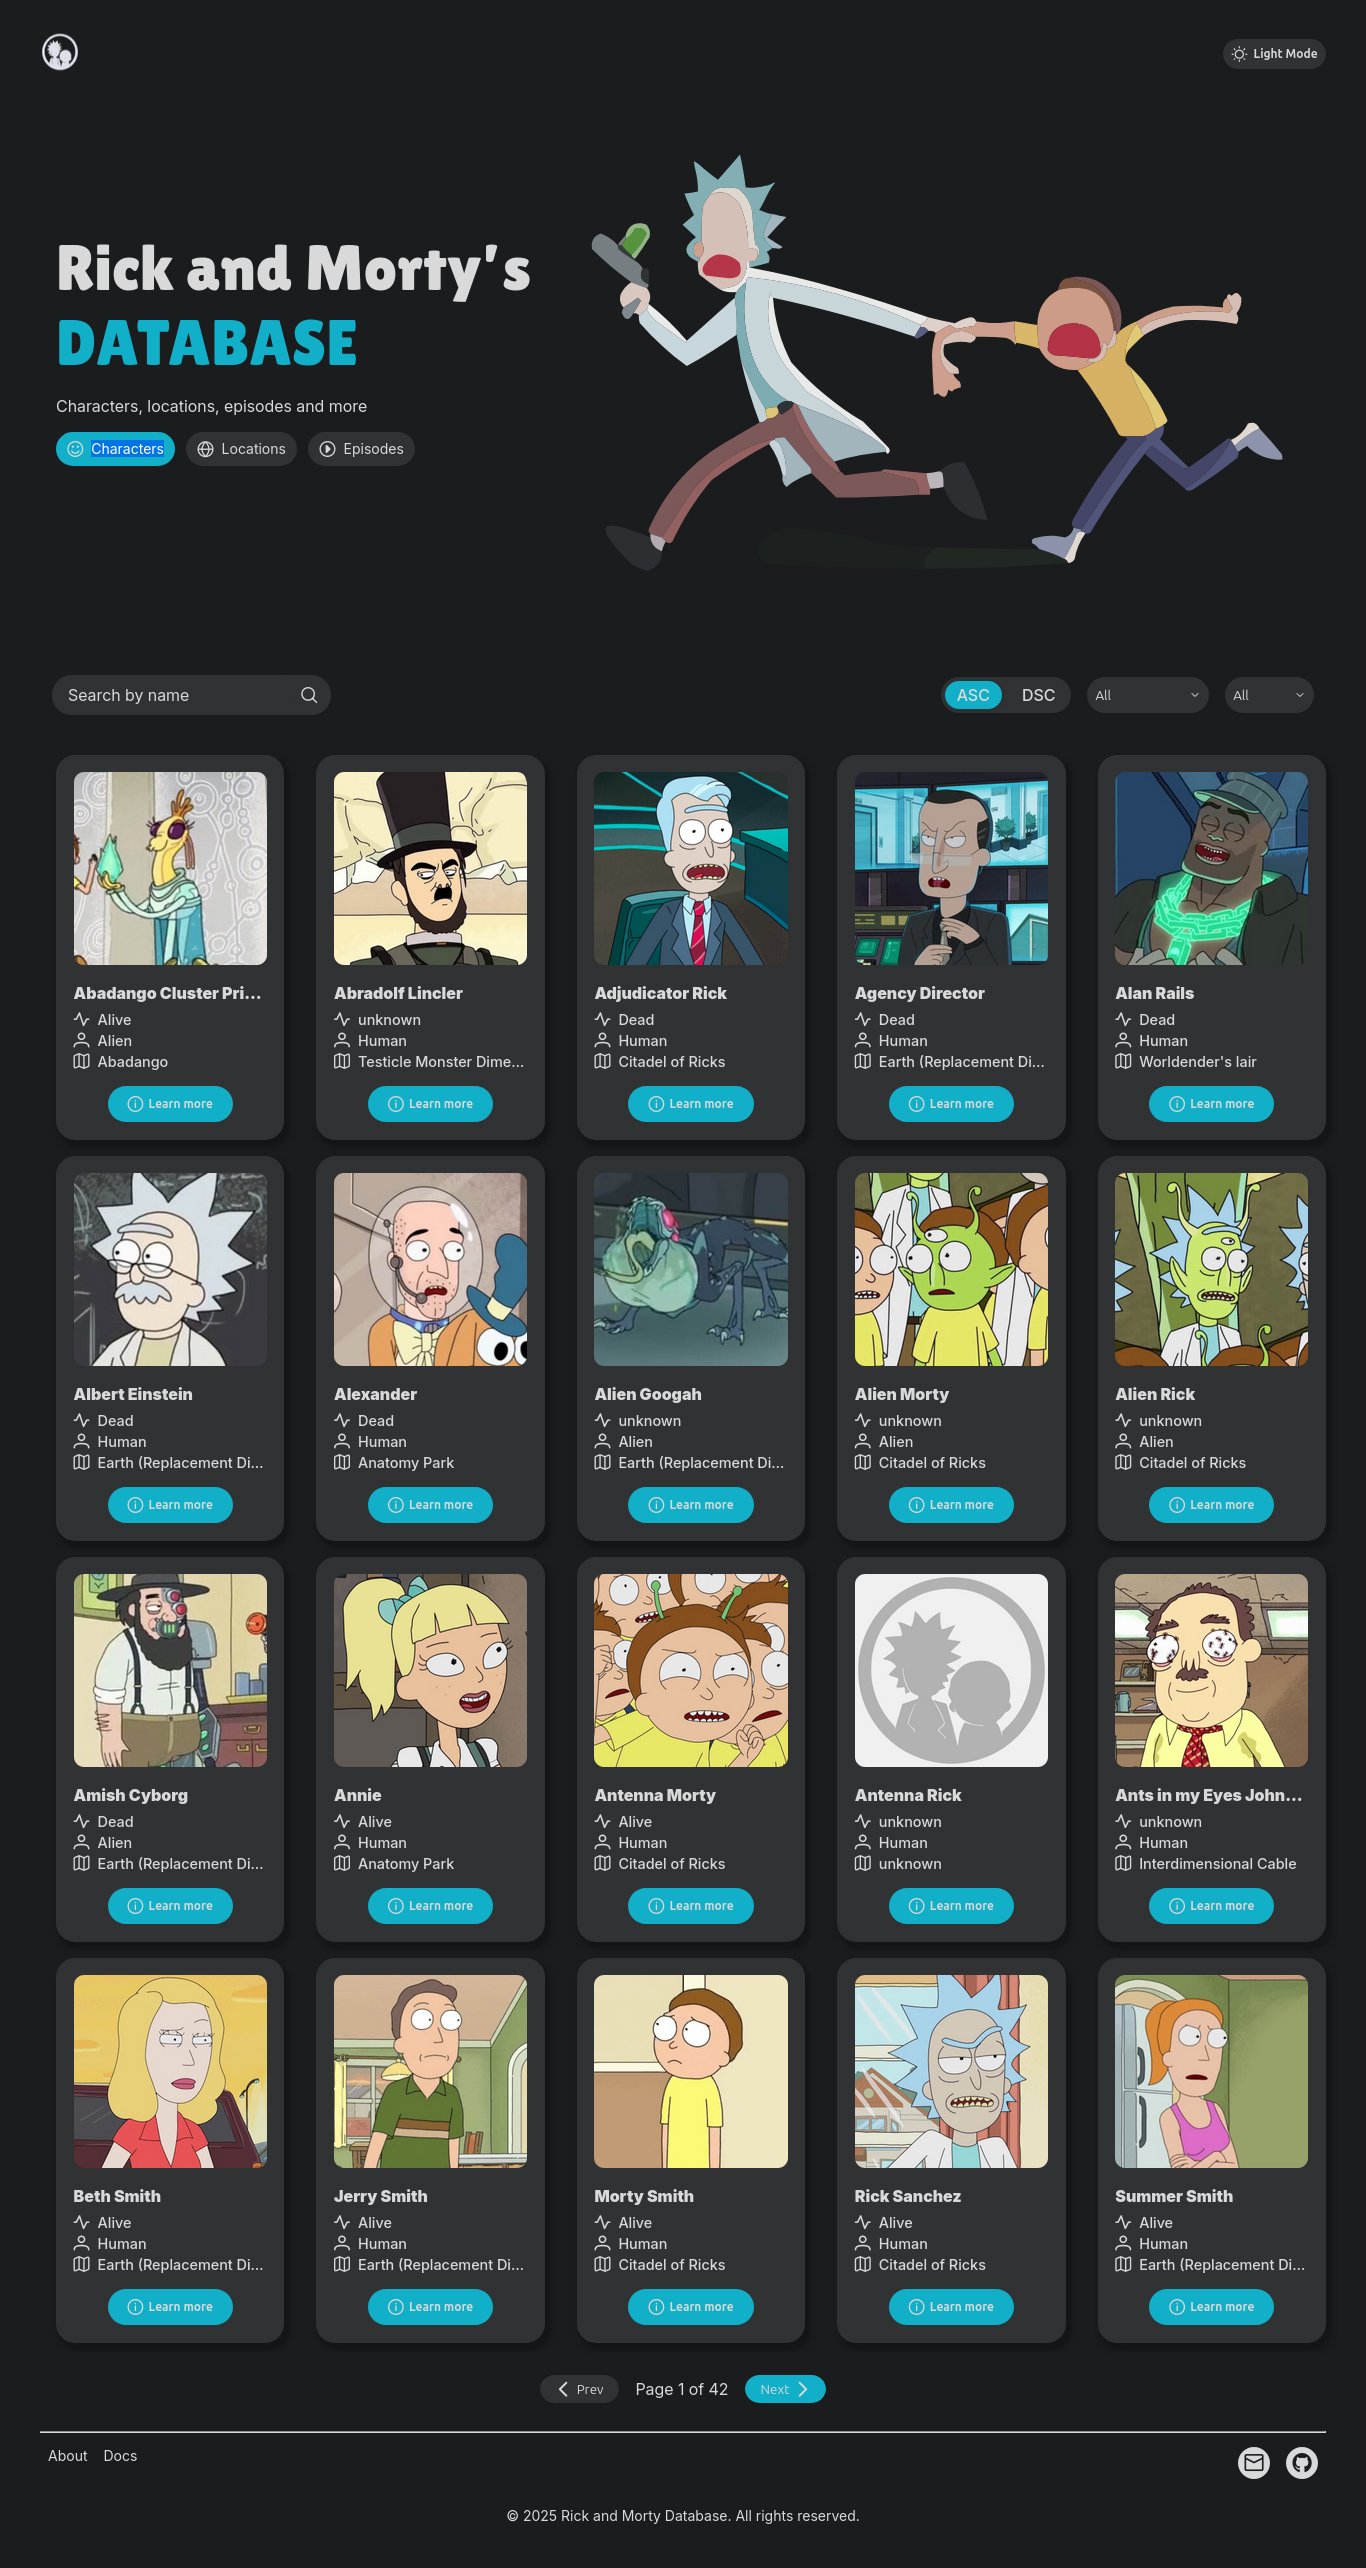 Light Mode
Rick and Morty's
DATABASE
Characters, locations, episodes and more
Characters Locations Episodes
Search by name
ASC DSC All All
Abadango Cluster Pri...
Alive
Alien
Abadango
Learn more
Abradolf Lincler
unknown
Human
Testicle Monster Dime...
Learn more
Adjudicator Rick
Dead
Human
Citadel of Ricks
Learn more
Agency Director
Dead
Human
Earth (Replacement Di...
Learn more
Alan Rails
Dead
Human
Worldender's lair
Learn more
Albert Einstein
Dead
Human
Earth (Replacement Di...
Learn more
Alexander
Dead
Human
Anatomy Park
Learn more
Alien Googah
unknown
Alien
Earth (Replacement Di...
Learn more
Alien Morty
unknown
Alien
Citadel of Ricks
Learn more
Alien Rick
unknown
Alien
Citadel of Ricks
Learn more
Amish Cyborg
Dead
Alien
Earth (Replacement Di...
Learn more
Annie
Alive
Human
Anatomy Park
Learn more
Antenna Morty
Alive
Human
Citadel of Ricks
Learn more
Antenna Rick
unknown
Human
unknown
Learn more
Ants in my Eyes John...
unknown
Human
Interdimensional Cable
Learn more
Beth Smith
Alive
Human
Earth (Replacement Di...
Learn more
Jerry Smith
Alive
Human
Earth (Replacement Di...
Learn more
Morty Smith
Alive
Human
Citadel of Ricks
Learn more
Rick Sanchez
Alive
Human
Citadel of Ricks
Learn more
Summer Smith
Alive
Human
Earth (Replacement Di...
Learn more
Prev Page 1 of 42 Next
About Docs
© 2025 Rick and Morty Database. All rights reserved.